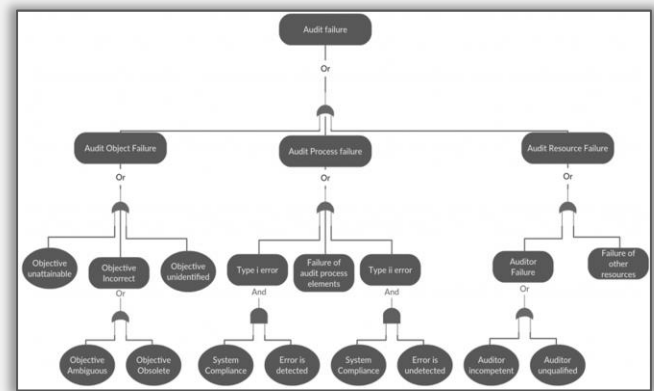 Audit failure
Or
Audit Object Failure
Audit Process failure
Audit Resource Failure
Or
Or
Or
Objective
unattainable
Objective
Incorrect
Objective
unidentified
Type i error
Failure of
audit process
elements
Type ii error
Auditor
Failure
Failure of
other
resources
Or
And
And
Or
Objective
Ambiguous
Objective
Obsolete
System
Compliance
Error is
detected
System
Compliance
Error is
undetected
Auditor
incompetent
Auditor
unqualified